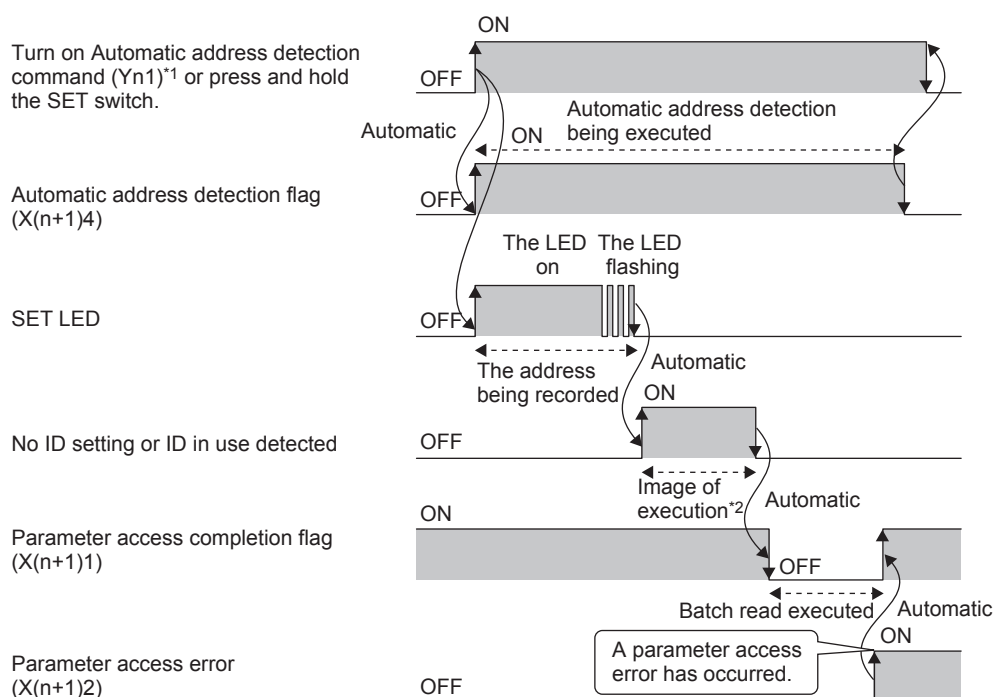 ON
Turn on Automatic address detection
command (Yn1)*1 or press and hold
the SET switch.
OFF
Automatic address detection
being executed
Automatic
ON
Automatic address detection flag
(X(n+1)4)
OFF
The LED
on
The LED
flashing
SET LED
OFF
The address
being recorded
Automatic
ON
No ID setting or ID in use detected
OFF
Image of
execution*2
Automatic
ON
Parameter access completion flag
(X(n+1)1)
OFF
Batch read executed
Automatic
ON
A parameter access
error has occurred.
Parameter access error
(X(n+1)2)
OFF